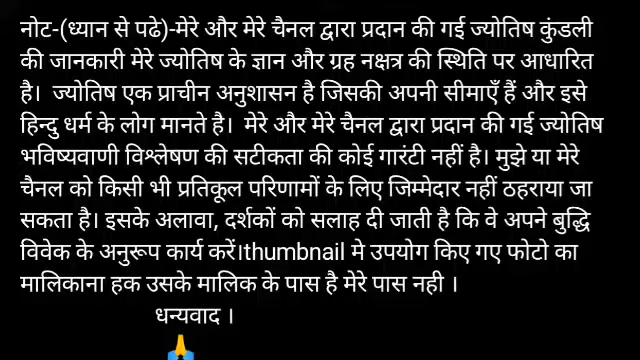 नोट-(ध्यान से पढे)-मेरे और मेरे चैनल द्वारा प्रदान की गई ज्योतिष कुंडली
की जानकारी मेरे ज्योतिष के ज्ञान और ग्रह नक्षत्र की स्थिति पर आधारित
है। ज्योतिष एक प्राचीन अनुशासन है जिसकी अपनी सीमाएँ हैं और इसे
हिन्दु धर्म के लोग मानते है। मेरे और मेरे चैनल द्वारा प्रदान की गई ज्योतिष
भविष्यवाणी विश्लेषण की सटीकता की कोई गारंटी नहीं है। मुझे या मेरे
चैनल को किसी भी प्रतिकूल परिणामों के लिए जिम्मेदार नहीं ठहराया जा
सकता है। इसके अलावा, दर्शकों को सलाह दी जाती है कि वे अपने बुद्धि
विवेक के अनुरूप कार्य करें।thumbnail मे उपयोग किए गए फोटो का
मालिकाना हक उसके मालिक के पास है मेरे पास नही ।
धन्यवाद ।
🙏